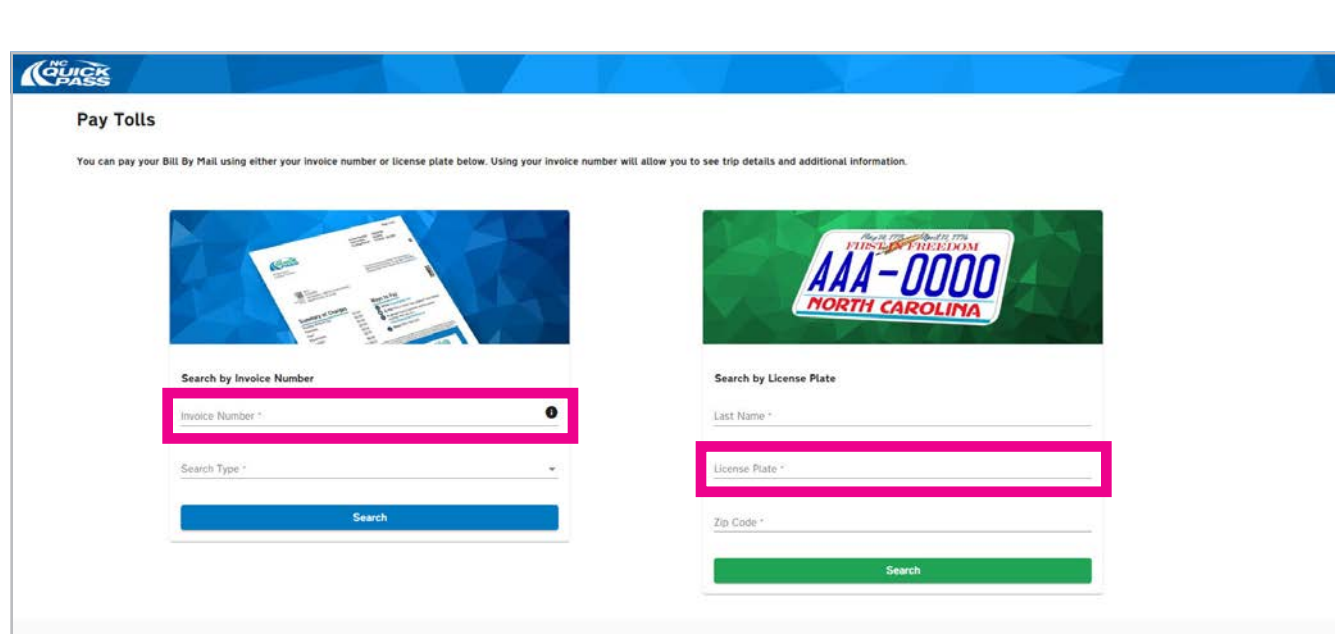 NC
QUICK
PASS
Pay Tolls
You can pay your Bill By Mail using either your invoice number or license plate below. Using your invoice number will allow you to see trip details and additional information.
Summary of Charges
Ways to Pay
Search by Invoice Number
Invoice Number *
Search Type *
Search
FIRST IN FREEDOM
AAA-0000
NORTH CAROLINA
Search by License Plate
Last Name *
License Plate *
Zip Code *
Search